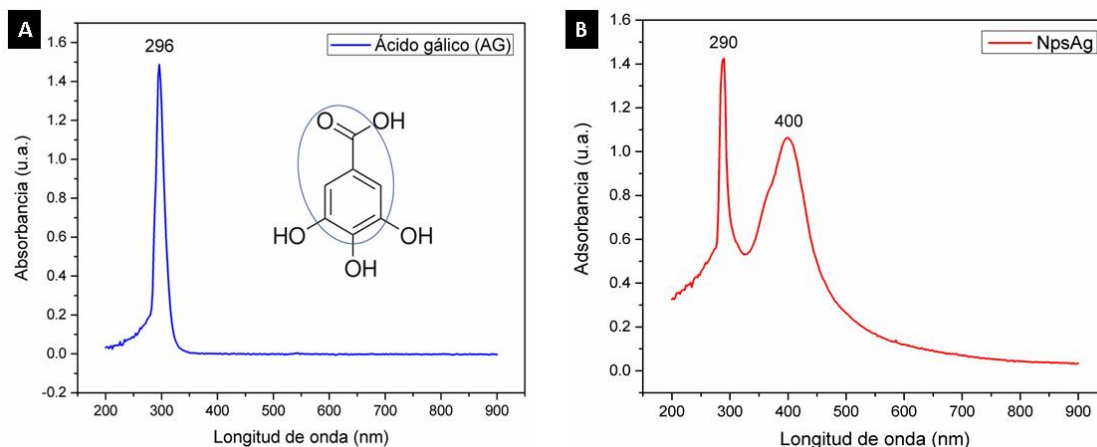 A
Absorbancia (u.a.)
1.6
1.4
1.2
1.0
0.8
0.6
0.4
0.2
0.0
-0.2
296
Ácido gálico (AG)
O
OH
HO
OH
OH
200 300 400 500 600 700 800 900
Longitud de onda (nm)
B
Adsorbancia (u.a.)
1.6
1.4
1.2
1.0
0.8
0.6
0.4
0.2
0.0
290
400
NpsAg
200 300 400 500 600 700 800 900
Longitud de onda (nm)